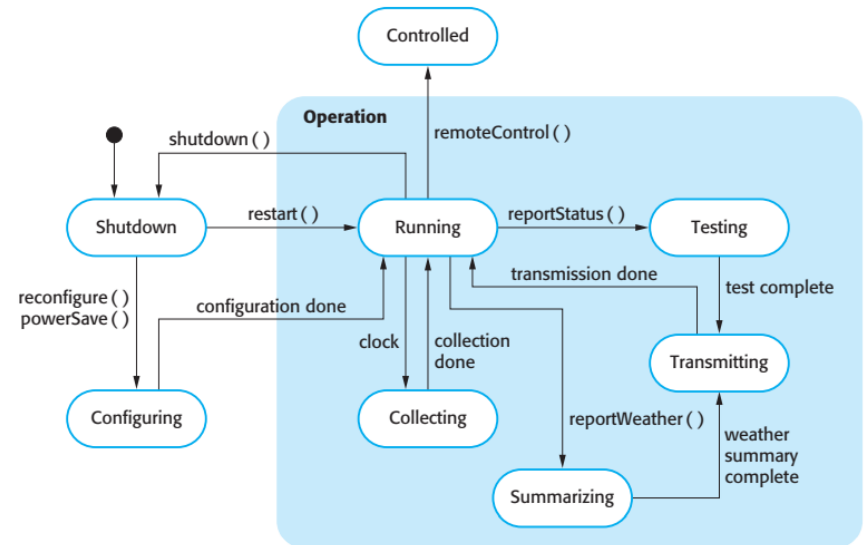 Controlled
Operation
shutdown ( )
remoteControl ( )
Shutdown
restart ( )
Running
reportStatus ( )
Testing
transmission done
test complete
reconfigure ( )
powerSave ( )
configuration done
clock
collection
done
Transmitting
Configuring
Collecting
reportWeather ( )
weather
summary
complete
Summarizing